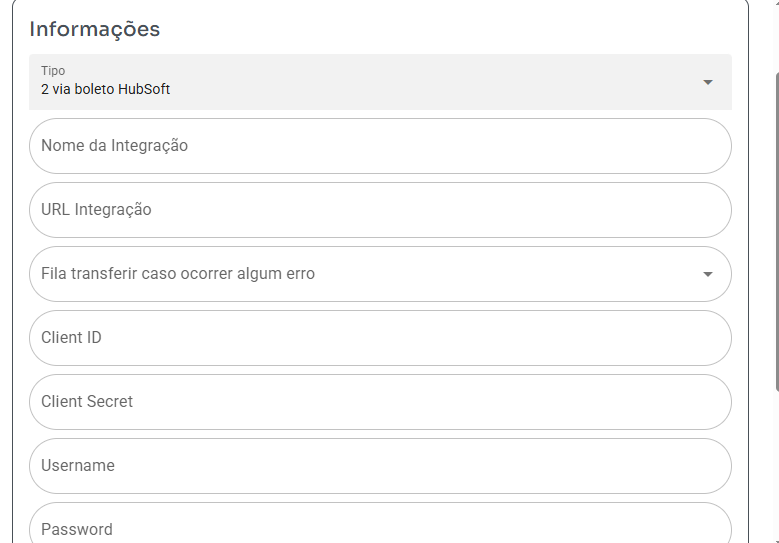 Informações
Tipo
2 via boleto HubSoft
Nome da Integração
URL Integração
Fila transferir caso ocorrer algum erro
Client ID
Client Secret
Username
Password